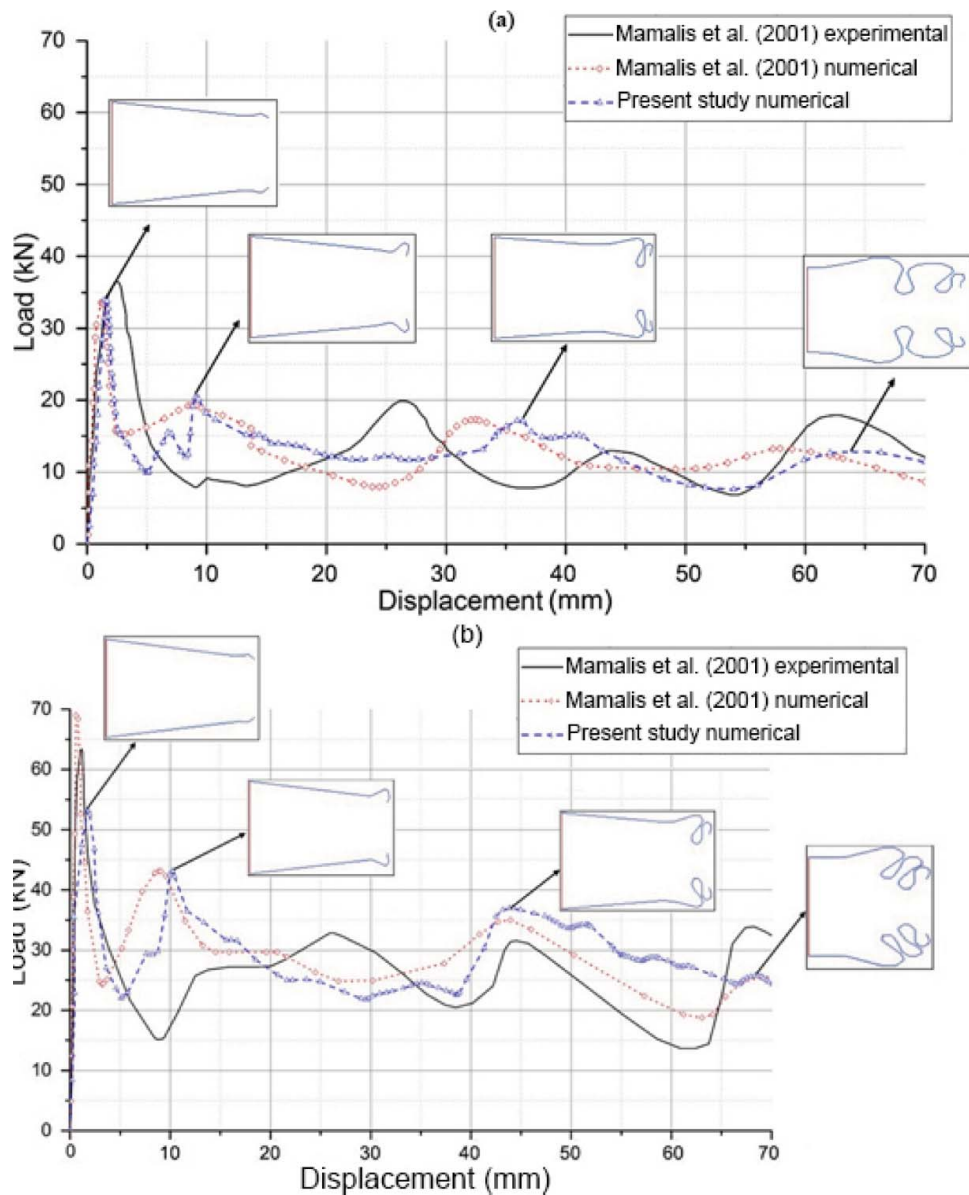 (a)
Mamalis et al. (2001) experimental
Mamalis et al. (2001) numerical
Present study numerical
70
60
50
40
30
20
10
0
Load (kN)
0 10 20 30 40 50 60 70
Displacement (mm)
(b)
Mamalis et al. (2001) experimental
Mamalis et al. (2001) numerical
Present study numerical
70
60
50
40
30
20
10
0
Load (kN)
0 10 20 30 40 50 60 70
Displacement (mm)